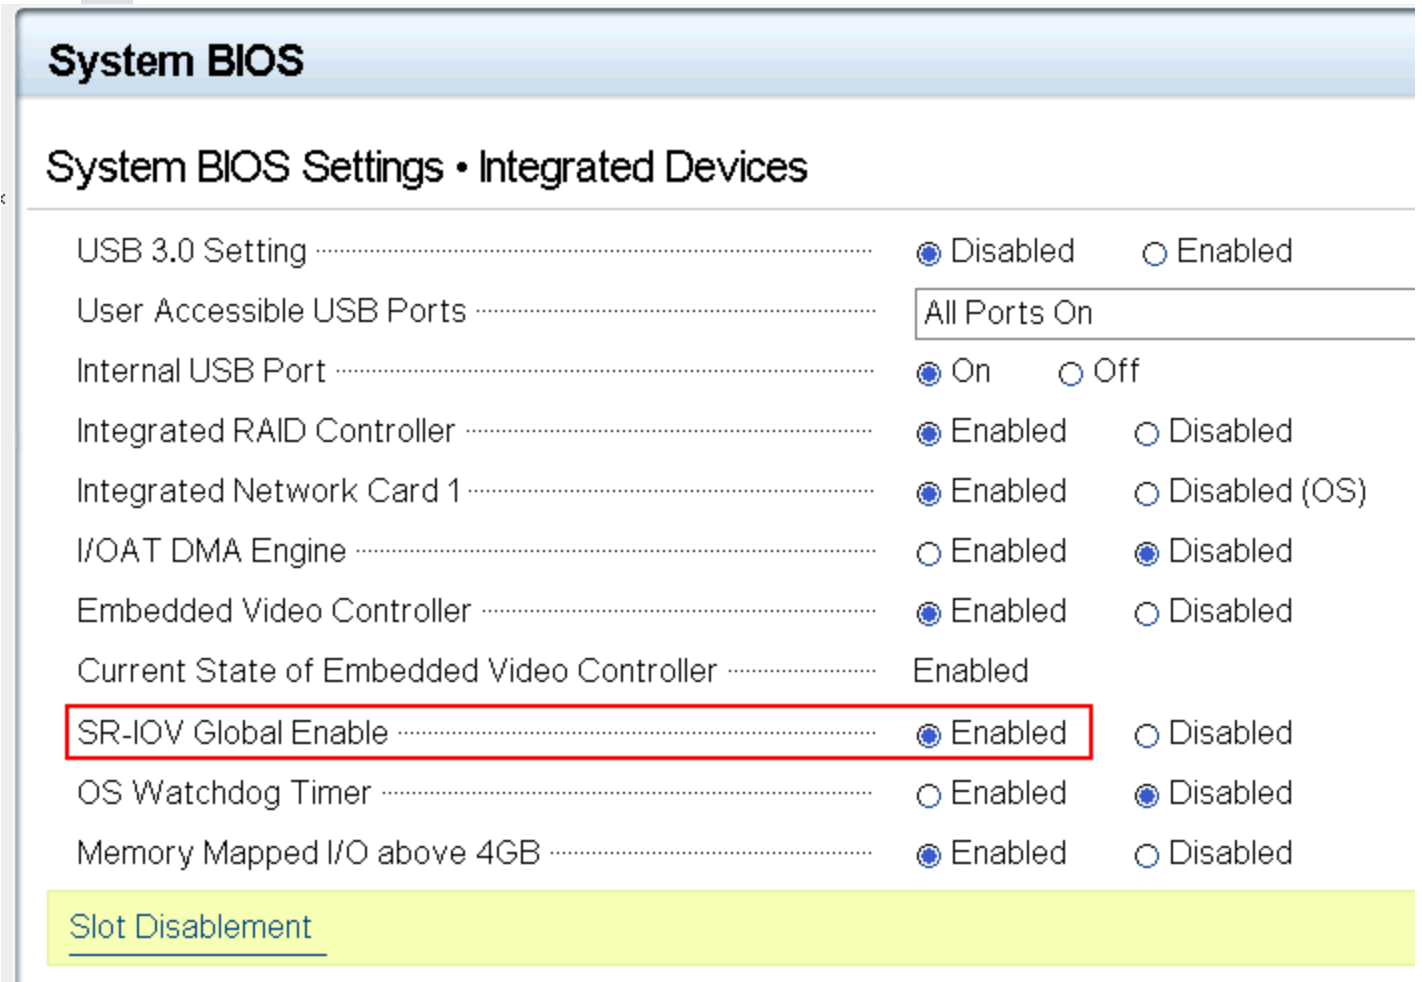 System BIOS
System BIOS Settings • Integrated Devices
USB 3.0 Setting Disabled Enabled
User Accessible USB Ports All Ports On
Internal USB Port On Off
Integrated RAID Controller Enabled Disabled
Integrated Network Card 1 Enabled Disabled (OS)
I/OAT DMA Engine Enabled Disabled
Embedded Video Controller Enabled Disabled
Current State of Embedded Video Controller Enabled
SR-IOV Global Enable Enabled Disabled
OS Watchdog Timer Enabled Disabled
Memory Mapped I/O above 4GB Enabled Disabled
Slot Disablement